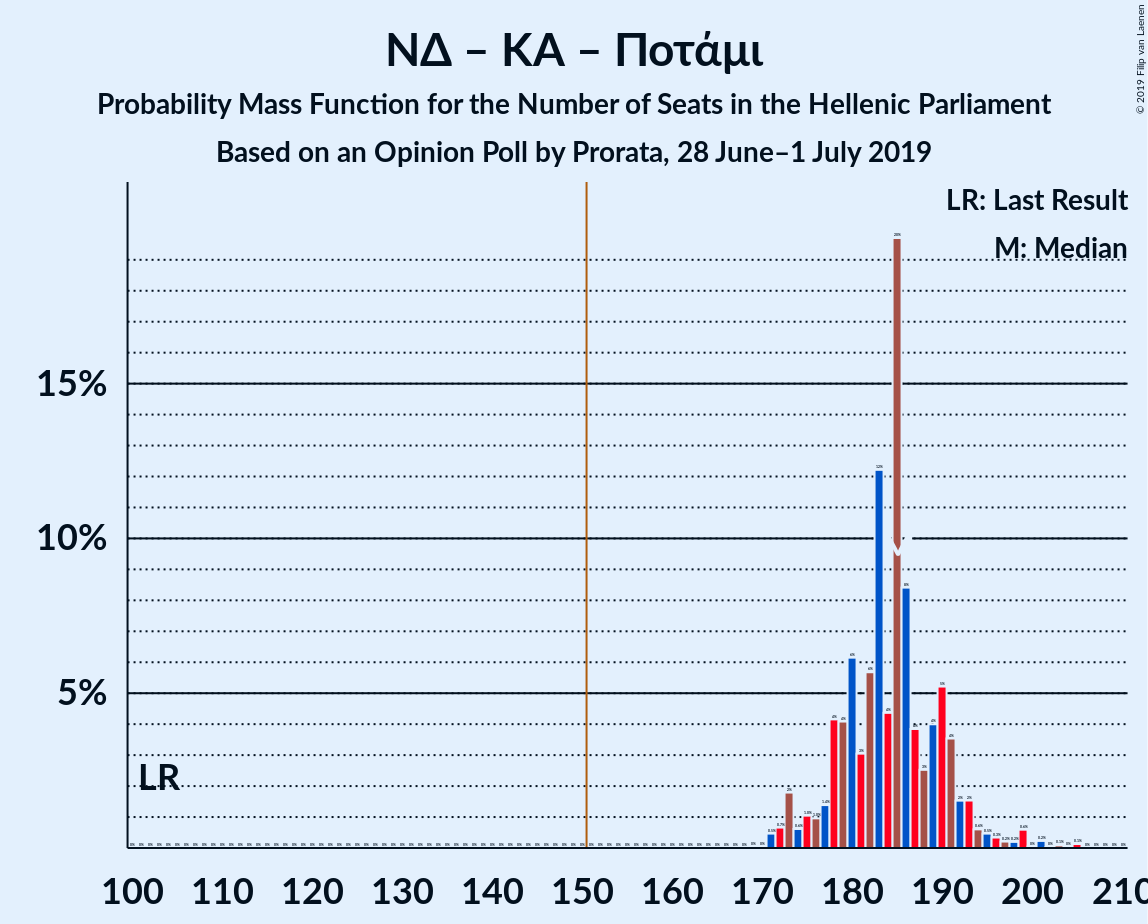 ΝΔ – ΚΑ – Ποτάμι
Probability Mass Function for the Number of Seats in the Hellenic Parliament
Based on an Opinion Poll by Prorata, 28 June–1 July 2019
© 2019 Filip van Laenen
LR: Last Result
M: Median
15%
10%
5%
LR
M
100 110 120 130 140 150 160 170 180 190 200 210